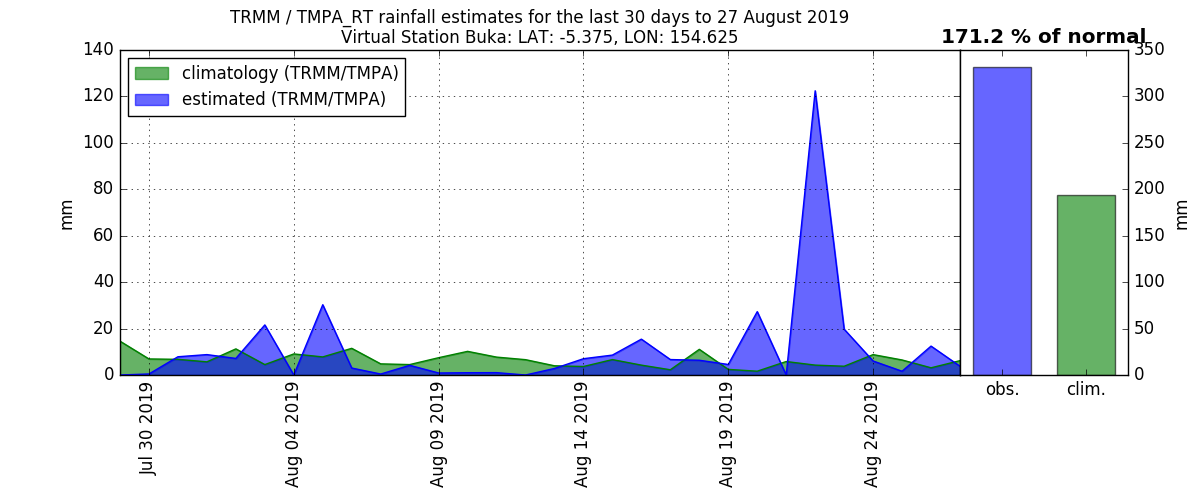 TRMM / TMPA_RT rainfall estimates for the last 30 days to 27 August 2019
Virtual Station Buka: LAT: -5.375, LON: 154.625
171.2 % of normal
climatology (TRMM/TMPA)
estimated (TRMM/TMPA)
mm
140
120
100
80
60
40
20
0
Jul 30 2019
Aug 04 2019
Aug 09 2019
Aug 14 2019
Aug 19 2019
Aug 24 2019
obs.
clim.
350
300
250
200
150
100
50
0
mm